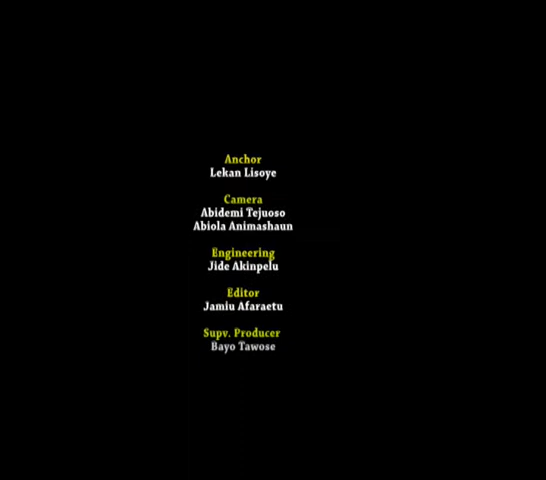 Anchor
Lekan Lisoye
Camera
Abidemi Tejuoso
Abiola Animashaun
Engineering
Jide Akinpelu
Editor
Jamiu Afaraetu
Supv. Producer
Bayo Tawose